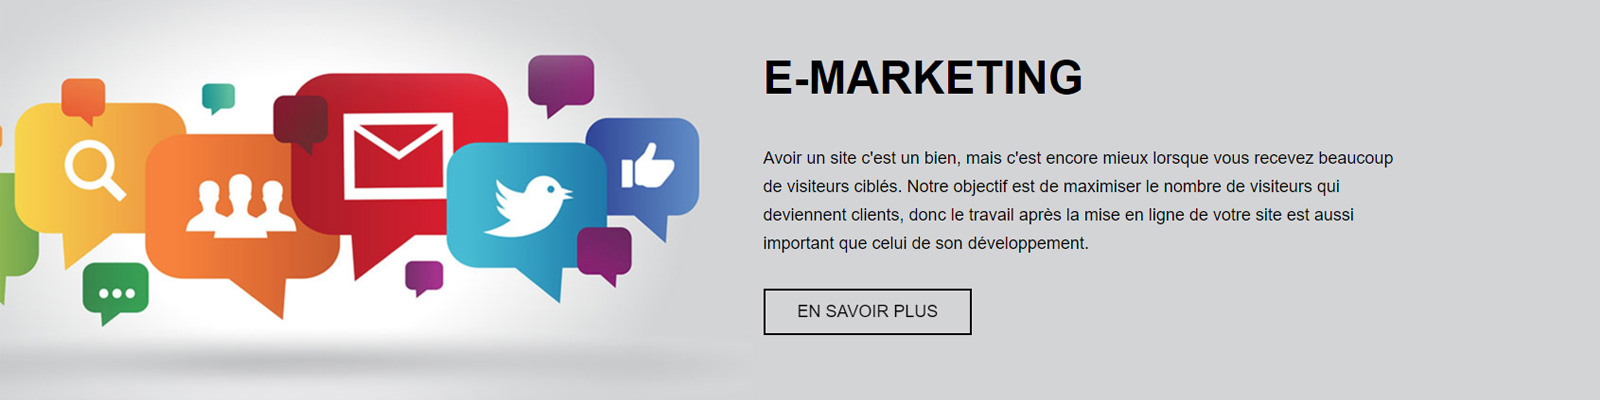 E-MARKETING
Avoir un site c'est un bien, mais c'est encore mieux lorsque vous recevez beaucoup
de visiteurs ciblés. Notre objectif est de maximiser le nombre de visiteurs qui
deviennent clients, donc le travail après la mise en ligne de votre site est aussi
important que celui de son développement.
EN SAVOIR PLUS